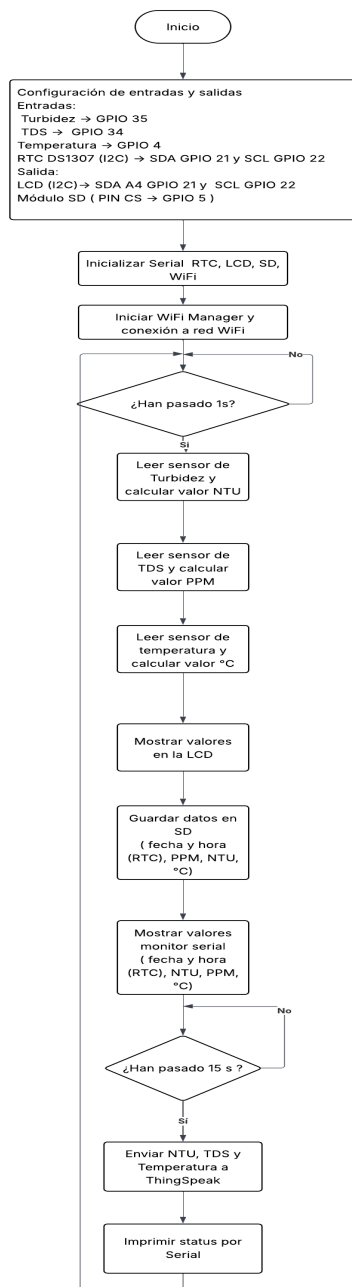 Inicio
Configuración de entradas y salidas
Entradas:
Turbidez → GPIO 35
TDS → GPIO 34
Temperatura → GPIO 4
RTC DS1307 (I2C) → SDA GPIO 21 y SCL GPIO 22
Salida:
LCD (I2C)→ SDA A4 GPIO 21 y SCL GPIO 22
Módulo SD ( PIN CS → GPIO 5 )
Inicializar Serial RTC, LCD, SD,
WiFi
Iniciar WiFi Manager y
conexión a red WiFi
No
¿Han pasado 1s?
Si
Leer sensor de
Turbidez y
calcular valor NTU
Leer sensor de
TDS y calcular
valor PPM
Leer sensor de
temperatura y
calcular valor °C
Mostrar valores
en la LCD
Guardar datos en
SD
( fecha y hora
(RTC), PPM, NTU,
°C)
Mostrar valores
monitor serial
( fecha y hora
(RTC), NTU, PPM,
°C)
No
¿Han pasado 15 s ?
Sí
Enviar NTU, TDS y
Temperatura a
ThingSpeak
Imprimir status por
Serial